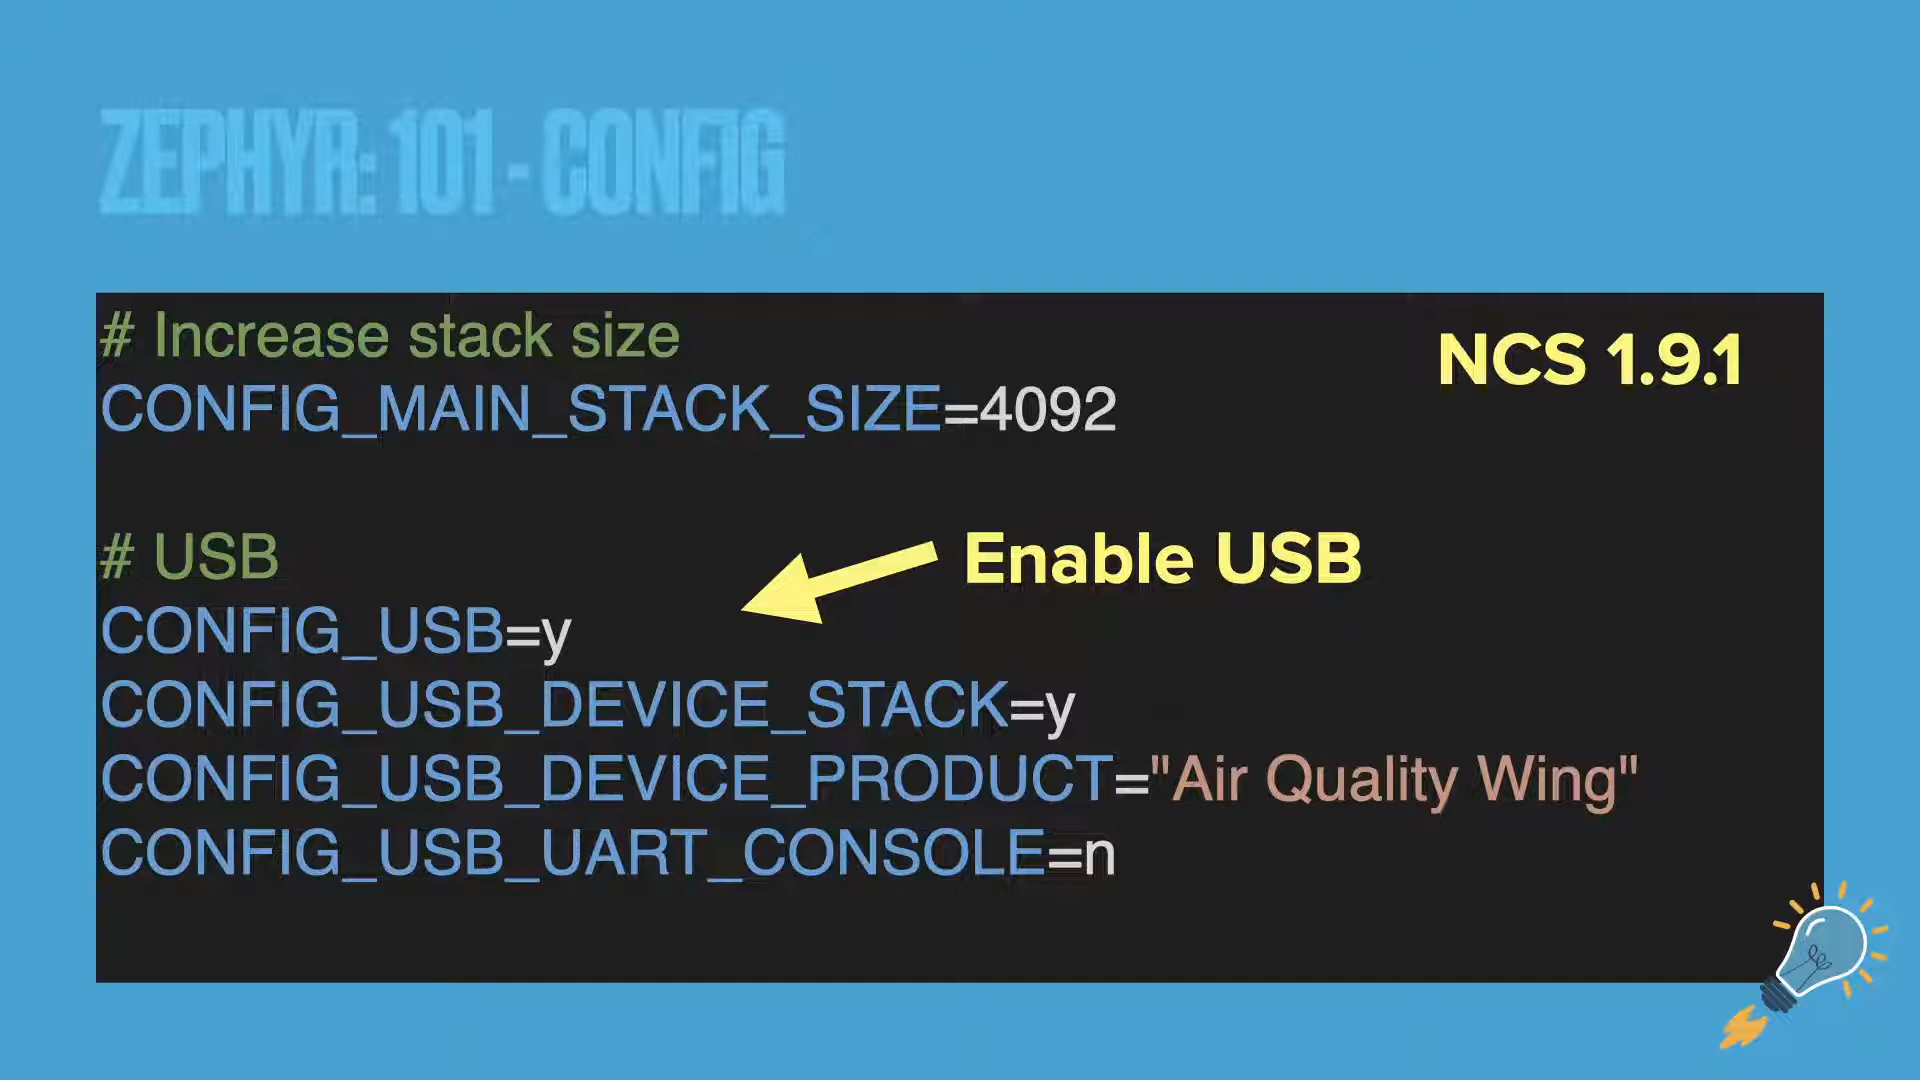 ZEPHYR: 101 - CONFIG
# Increase stack size
NCS 1.9.1
CONFIG_MAIN_STACK_SIZE=4092
# USB
Enable USB
CONFIG_USB=y
CONFIG_USB_DEVICE_STACK=y
CONFIG_USB_DEVICE_PRODUCT="Air Quality Wing"
CONFIG_USB_UART_CONSOLE=n